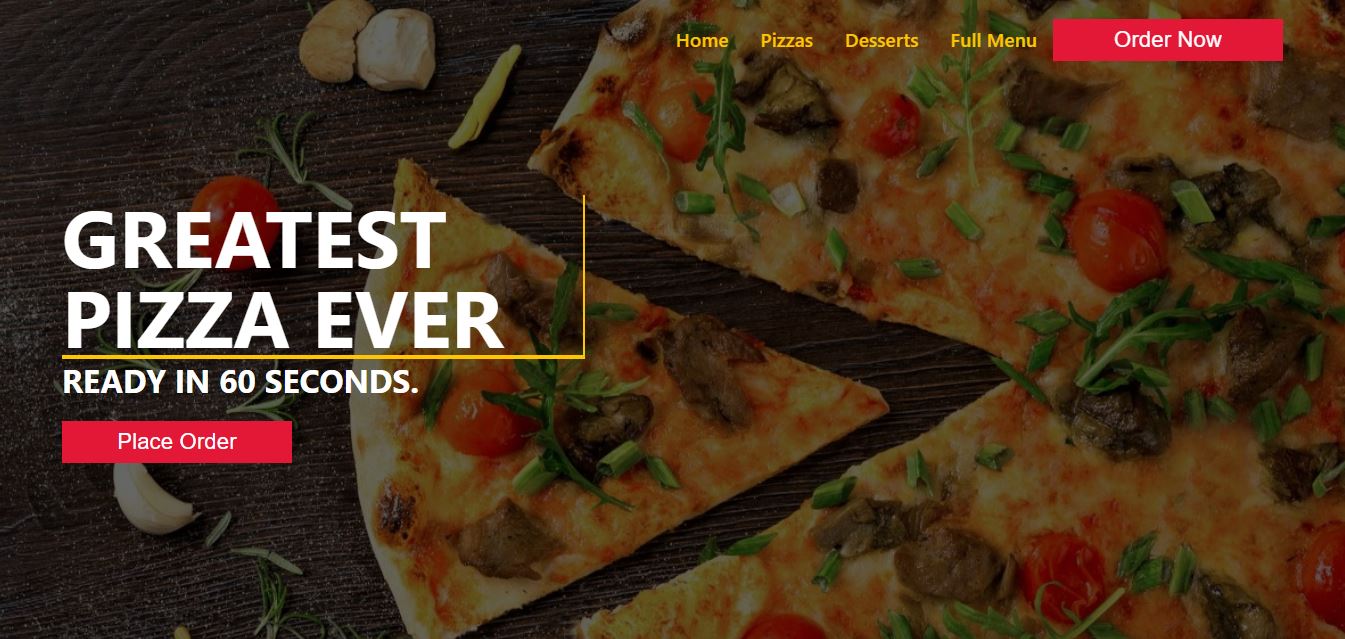 Home Pizzas Desserts Full Menu Order Now
GREATEST
PIZZA EVER
READY IN 60 SECONDS.
Place Order